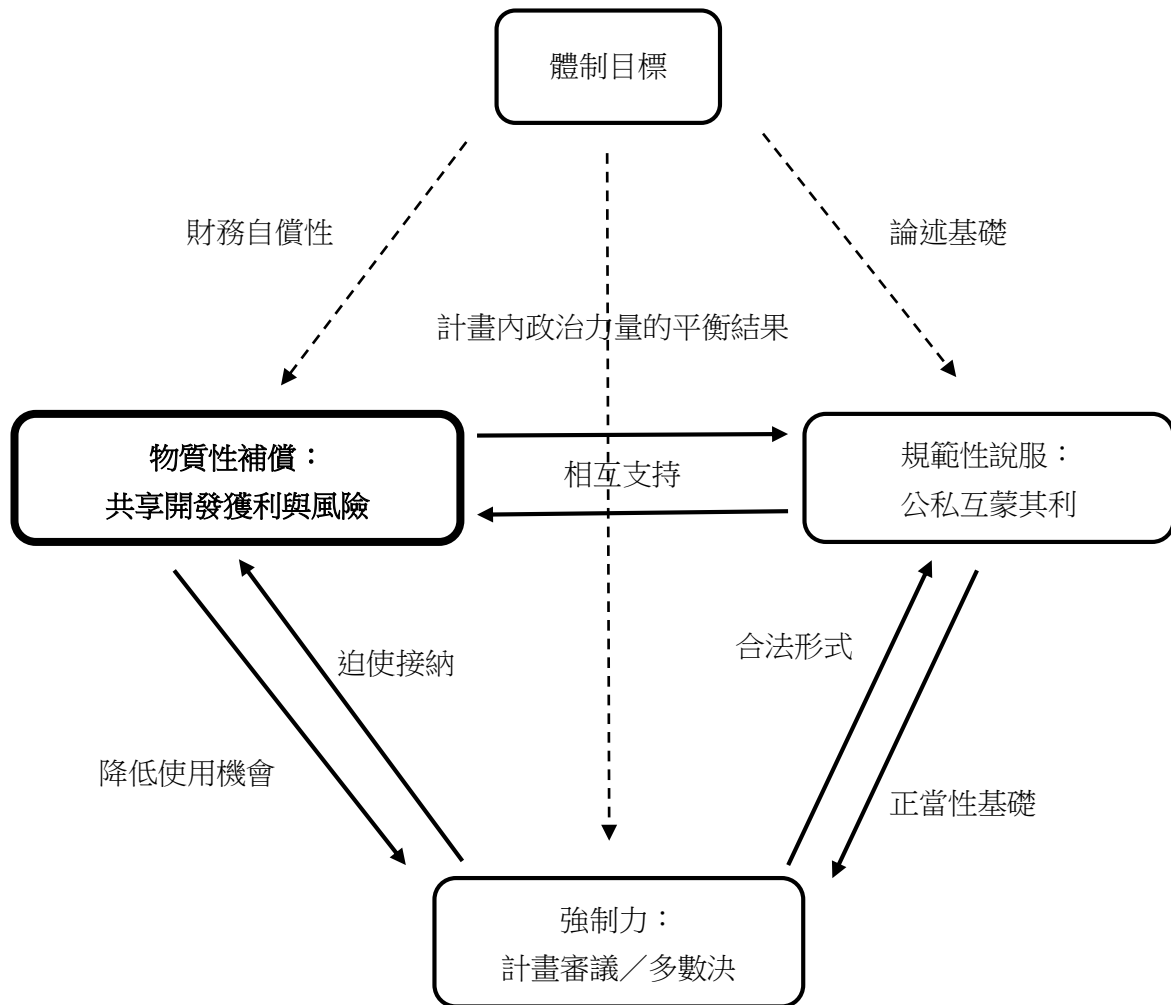 體制目標
財務自償性
論述基礎
計畫內政治力量的平衡結果
物質性補償：
共享開發獲利與風險
相互支持
規範性說服：
公私互蒙其利
迫使接納
合法形式
降低使用機會
正當性基礎
強制力：
計畫審議／多數決